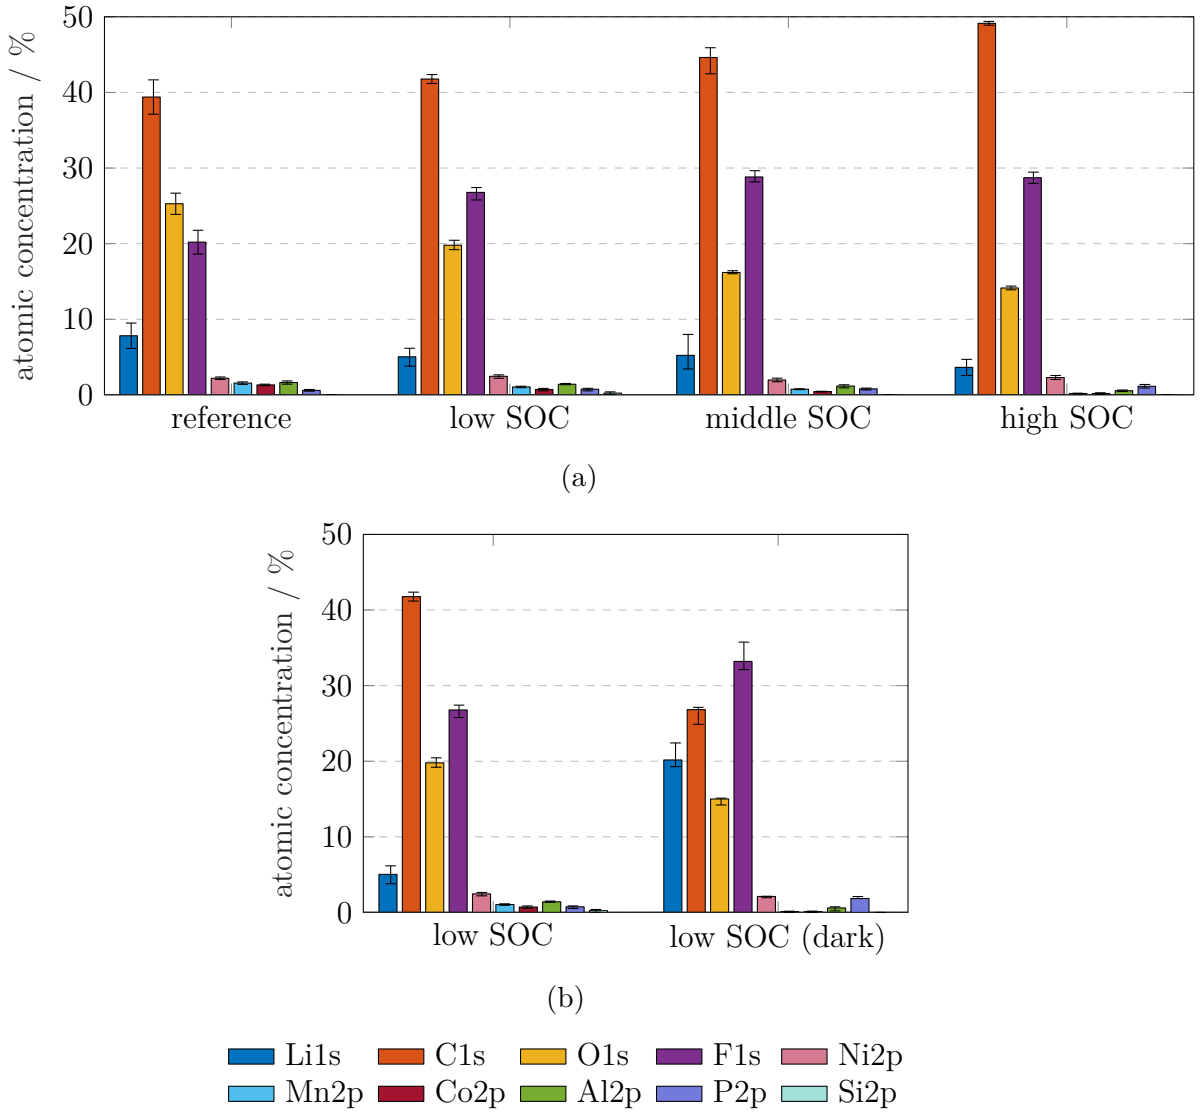 50
40
30
20
10
0
atomic concentration / %
reference low SOC middle SOC high SOC
(a)
50
40
30
20
10
0
atomic concentration / %
low SOC low SOC (dark)
(b)
Li1s C1s O1s F1s Ni2p
Mn2p Co2p Al2p P2p Si2p